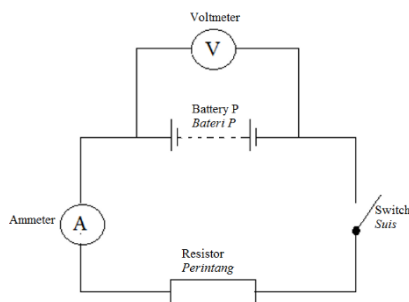 Voltmeter
V
Battery P
Bateri P
Ammeter
A
Switch
Suis
Resistor
Perintang